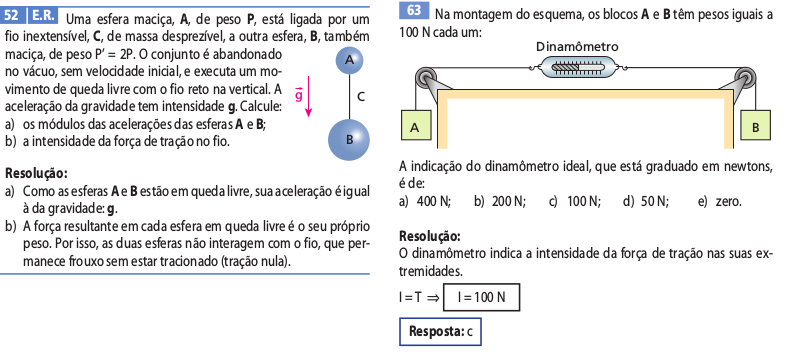 52 E.R. Uma esfera maciça, A, de peso P, está ligada por um
fio inextensível, C, de massa desprezível, a outra esfera, B, também
maciça, de peso P' = 2P. O conjunto é abandonado
no vácuo, sem velocidade inicial, e executa um mo-
vimento de queda livre com o fio reto na vertical. A
aceleração da gravidade tem intensidade g. Calcule:
a) os módulos das acelerações das esferas A e B;
b) a intensidade da força de tração no fio.
A
C
g
B
Resolução:
a) Como as esferas A e B estão em queda livre, sua aceleração é igual
à da gravidade: g.
b) A força resultante em cada esfera em queda livre é o seu próprio
peso. Por isso, as duas esferas não interagem com o fio, que per-
manece frouxo sem estar tracionado (tração nula).
63 Na montagem do esquema, os blocos A e B têm pesos iguais a
100 N cada um:
Dinamômetro
A
B
A indicação do dinamômetro ideal, que está graduado em newtons,
é de:
a) 400 N; b) 200 N; c) 100 N; d) 50 N; e) zero.
Resolução:
O dinamômetro indica a intensidade da força de tração nas suas ex-
tremidades.
I = T ⇒ I = 100 N
Resposta: c